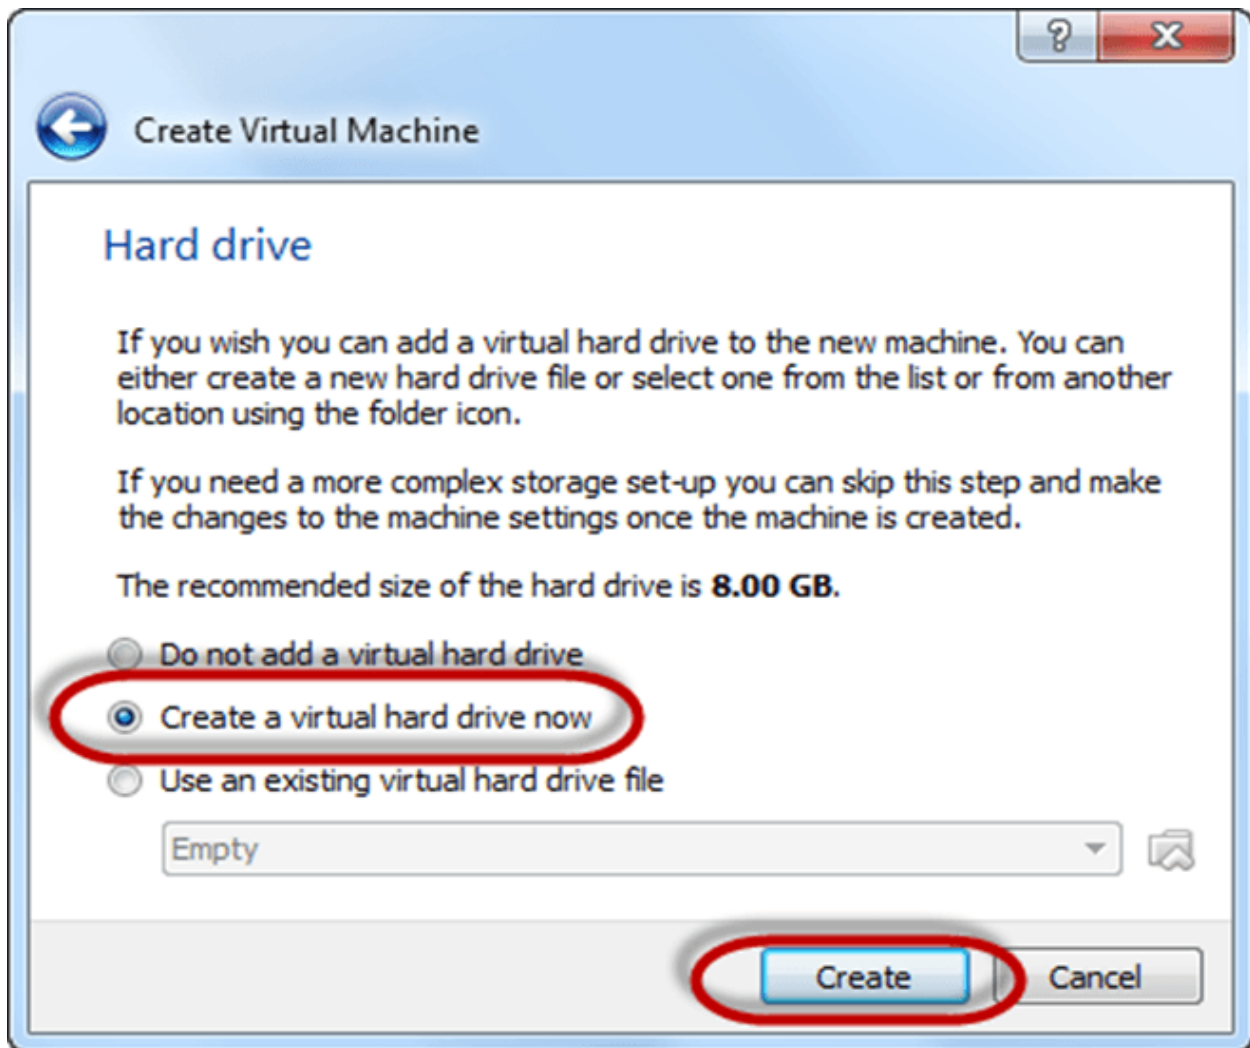 Create Virtual Machine
Hard drive
If you wish you can add a virtual hard drive to the new machine. You can
either create a new hard drive file or select one from the list or from another
location using the folder icon.
If you need a more complex storage set-up you can skip this step and make
the changes to the machine settings once the machine is created.
The recommended size of the hard drive is 8.00 GB.
Do not add a virtual hard drive
Create a virtual hard drive now
Use an existing virtual hard drive file
Empty
Create Cancel